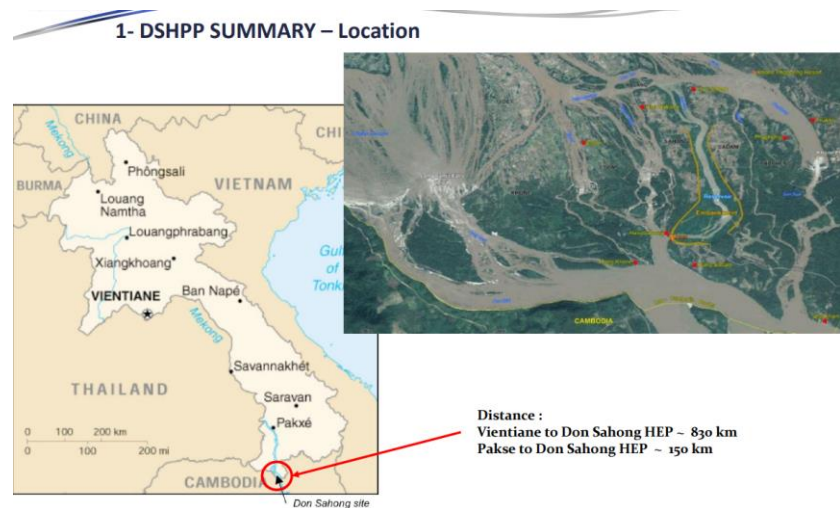 1- DSHPP SUMMARY – Location
CHINA
Mekong
CHI
BURMA
Phôngsali
VIETNAM
Louang
Namtha
Louangphrabang
Xiangkhoang
Gulf
of
Tonki
VIENTIANE
Ban Napé
Mekong
THAILAND
Savannakhét
Saravan
Pakxé
0 100 200 km
0 100 200 mi
CAMBODIA
Don Sahong site
CAMBODIA
Distance :
Vientiane to Don Sahong HEP ~ 830 km
Pakse to Don Sahong HEP ~ 150 km